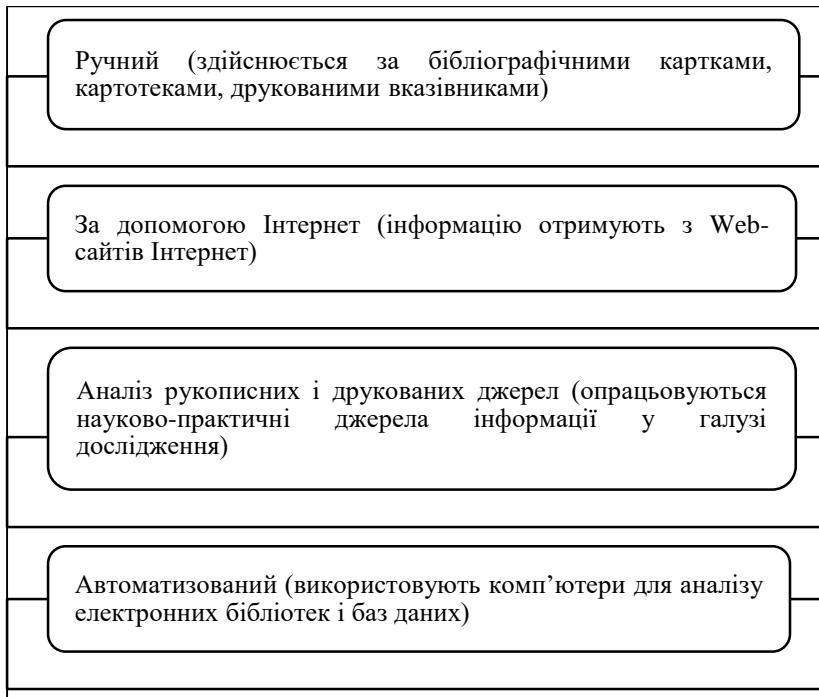 Ручний (здійснюється за бібліографічними картками,
картотеками, друкованими вказівниками)
За допомогою Інтернет (інформацію отримують з Web-
сайтів Інтернет)
Аналіз рукописних і друкованих джерел (опрацьовуються
науково-практичні джерела інформації у галузі
дослідження)
Автоматизований (використовують комп’ютери для аналізу
електронних бібліотек і баз даних)